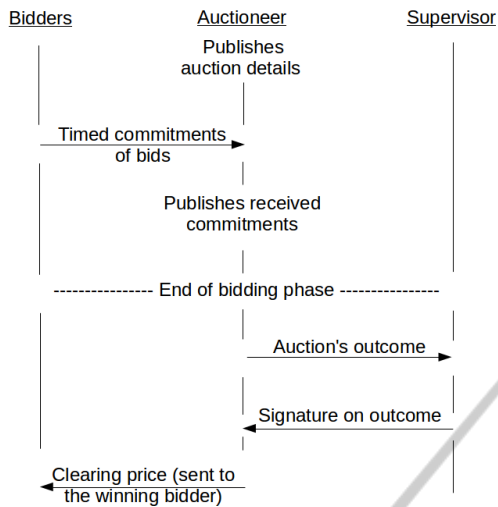 Bidders Auctioneer Supervisor
Publishes
auction details
Timed commitments
of bids
Publishes received
commitments
---------------- End of bidding phase ----------------
Auction's outcome
Signature on outcome
Clearing price (sent to
the winning bidder)